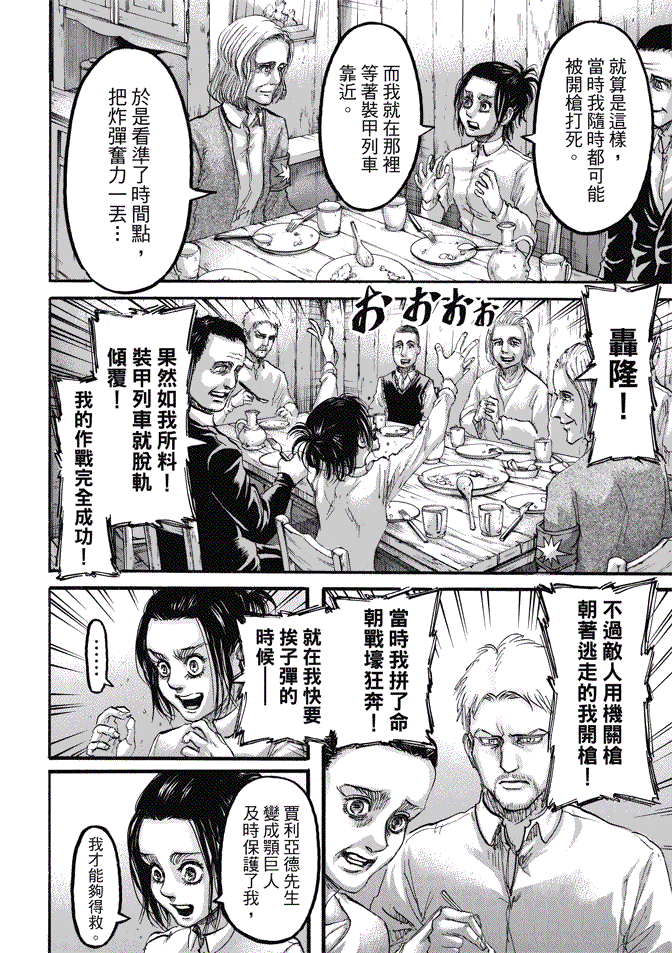 就算是這樣，
當時我隨時都可能
被開槍打死。
而我就在那裡
等著裝甲列車
靠近。
於是看準了時間點，
把炸彈奮力一丟…
轟隆！
おおおお
果然如我所料！
裝甲列車就脫軌
傾覆！
我的作戰完全成功！
不過敵人用機關槍
朝著逃走的我開槍！
當時我拼了命
朝戰壕狂奔！
就在我快要
挨子彈的
時候——
……
賈利亞德先生
變成顎巨人
及時保護了我，
我才能夠得救。